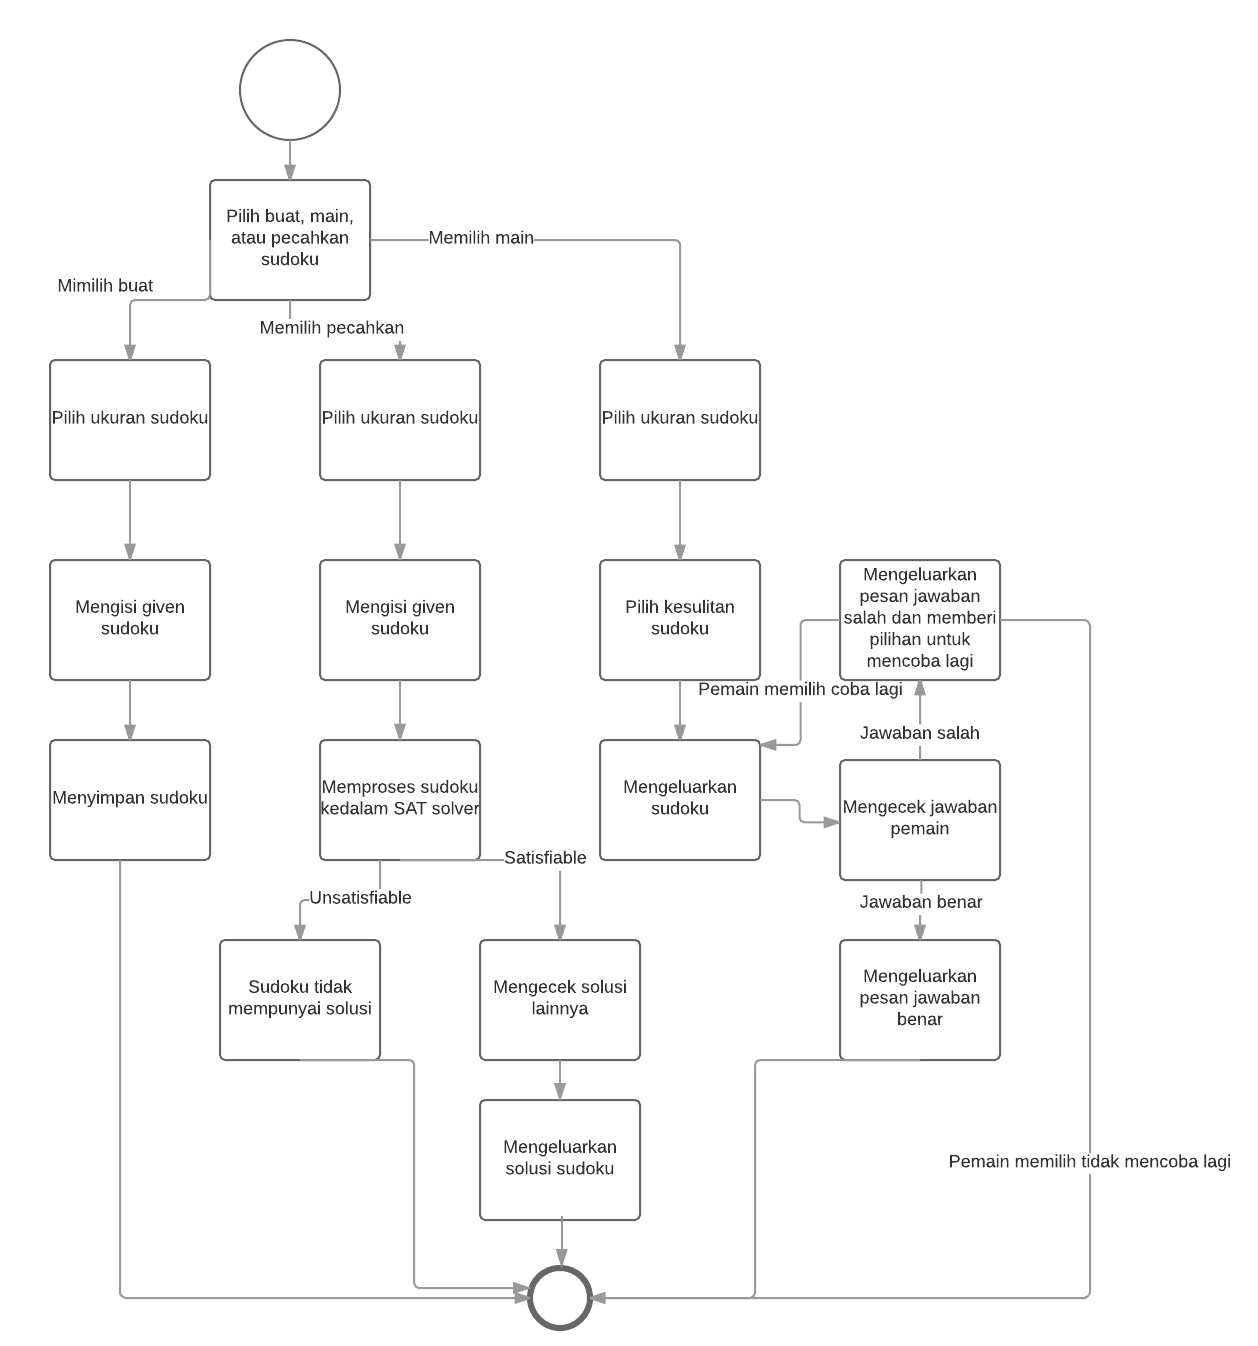 Pilih buat, main,
atau pecahkan
sudoku
Memilih main
Mimilih buat
Memilih pecahkan
Pilih ukuran sudoku
Pilih ukuran sudoku
Pilih ukuran sudoku
Mengisi given
sudoku
Mengisi given
sudoku
Pilih kesulitan
sudoku
Mengeluarkan
pesan jawaban
salah dan memberi
pilihan untuk
mencoba lagi
Pemain memilih coba lagi
Jawaban salah
Menyimpan sudoku
Memproses sudoku
kedalam SAT solver
Mengeluarkan
sudoku
Mengecek jawaban
pemain
Satisfiable
Unsatisfiable
Jawaban benar
Sudoku tidak
mempunyai solusi
Mengecek solusi
lainnya
Mengeluarkan
pesan jawaban
benar
Mengeluarkan
solusi sudoku
Pemain memilih tidak mencoba lagi